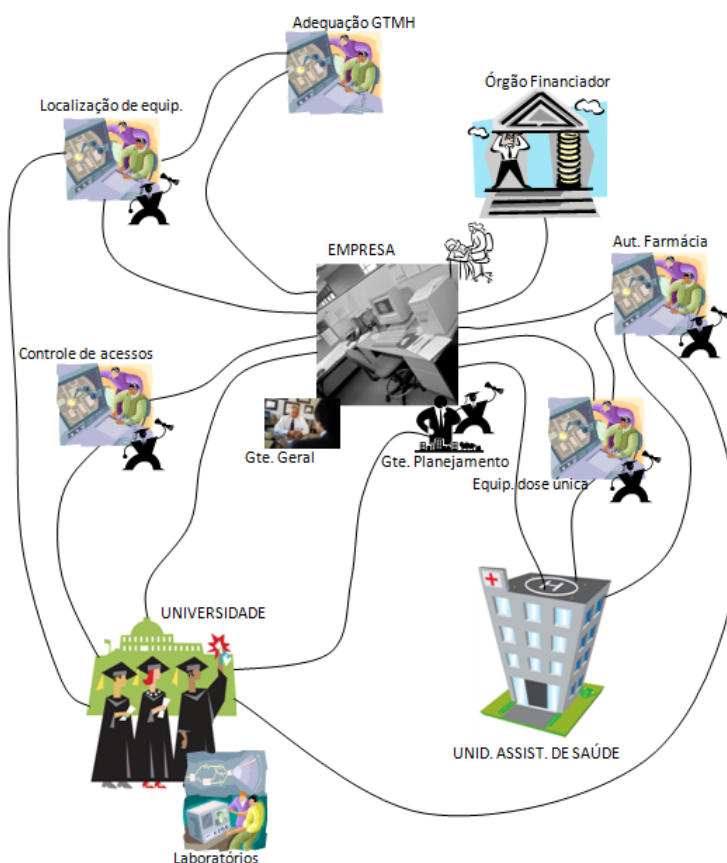 Adequação GTMH
Órgão Financiador
Localização de equip.
EMPRESA
Aut. Farmácia
Controle de acessos
Gte. Geral
Gte. Planejamento
Equip. dose única
H
UNIVERSIDADE
UNID. ASSIST. DE SAÚDE
Laboratórios